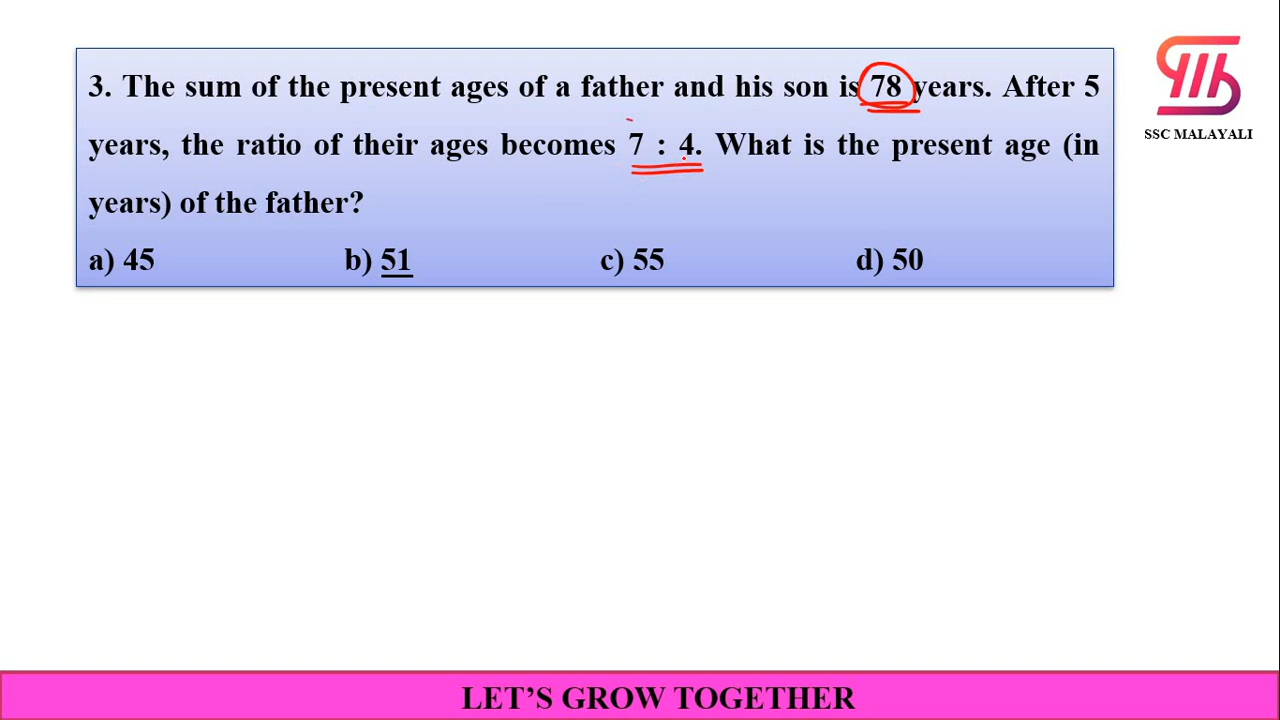 3. The sum of the present ages of a father and his son is 78 years. After 5
years, the ratio of their ages becomes 7 : 4. What is the present age (in
years) of the father?
a) 45 b) 51 c) 55 d) 50
SSC MALAYALI
LET’S GROW TOGETHER